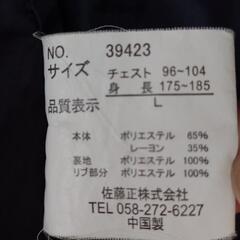 NO. 39423
サイズ チェスト 96~104
身長 175~185
品質表示 L
本体 ポリエステル 65%
レーヨン 35%
裏地 ポリエステル 100%
リブ部分 ポリエステル 100%
佐藤正株式会社
TEL 058-272-6227
中国製